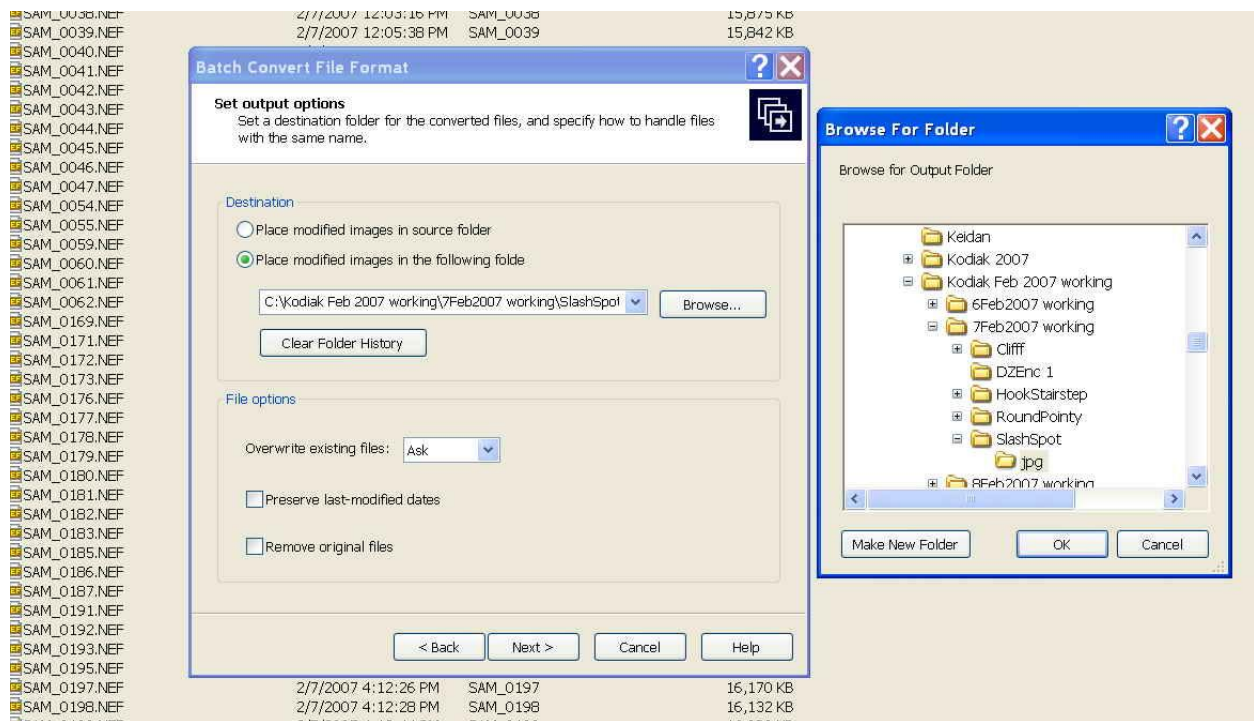 SAM_0038.NEF 2/7/2007 12:03:16 PM SAM_0038 15,875 KB
SAM_0039.NEF 2/7/2007 12:05:38 PM SAM_0039 15,842 KB
SAM_0040.NEF
SAM_0041.NEF
SAM_0042.NEF
SAM_0043.NEF
SAM_0044.NEF
SAM_0045.NEF
SAM_0046.NEF
SAM_0047.NEF
SAM_0054.NEF
SAM_0055.NEF
SAM_0059.NEF
SAM_0060.NEF
SAM_0061.NEF
SAM_0062.NEF
SAM_0169.NEF
SAM_0171.NEF
SAM_0172.NEF
SAM_0173.NEF
SAM_0176.NEF
SAM_0177.NEF
SAM_0178.NEF
SAM_0179.NEF
SAM_0180.NEF
SAM_0181.NEF
SAM_0182.NEF
SAM_0183.NEF
SAM_0185.NEF
SAM_0186.NEF
SAM_0187.NEF
SAM_0191.NEF
SAM_0192.NEF
SAM_0193.NEF
SAM_0195.NEF
SAM_0197.NEF 2/7/2007 4:12:26 PM SAM_0197 16,170 KB
SAM_0198.NEF 2/7/2007 4:12:28 PM SAM_0198 16,132 KB
Batch Convert File Format
Set output options
Set a destination folder for the converted files, and specify how to handle files
with the same name.
Destination
Place modified images in source folder
Place modified images in the following folde
C:\Kodiak Feb 2007 working\7Feb2007 working\SlashSpot
Browse...
Clear Folder History
File options
Overwrite existing files: Ask
Preserve last-modified dates
Remove original files
< Back Next > Cancel Help
Browse For Folder
Browse for Output Folder
Keidan
Kodiak 2007
Kodiak Feb 2007 working
6Feb2007 working
7Feb2007 working
Clifff
DZEnc 1
HookStairstep
RoundPointy
SlashSpot
jpg
8Feb2007 working
Make New Folder OK Cancel